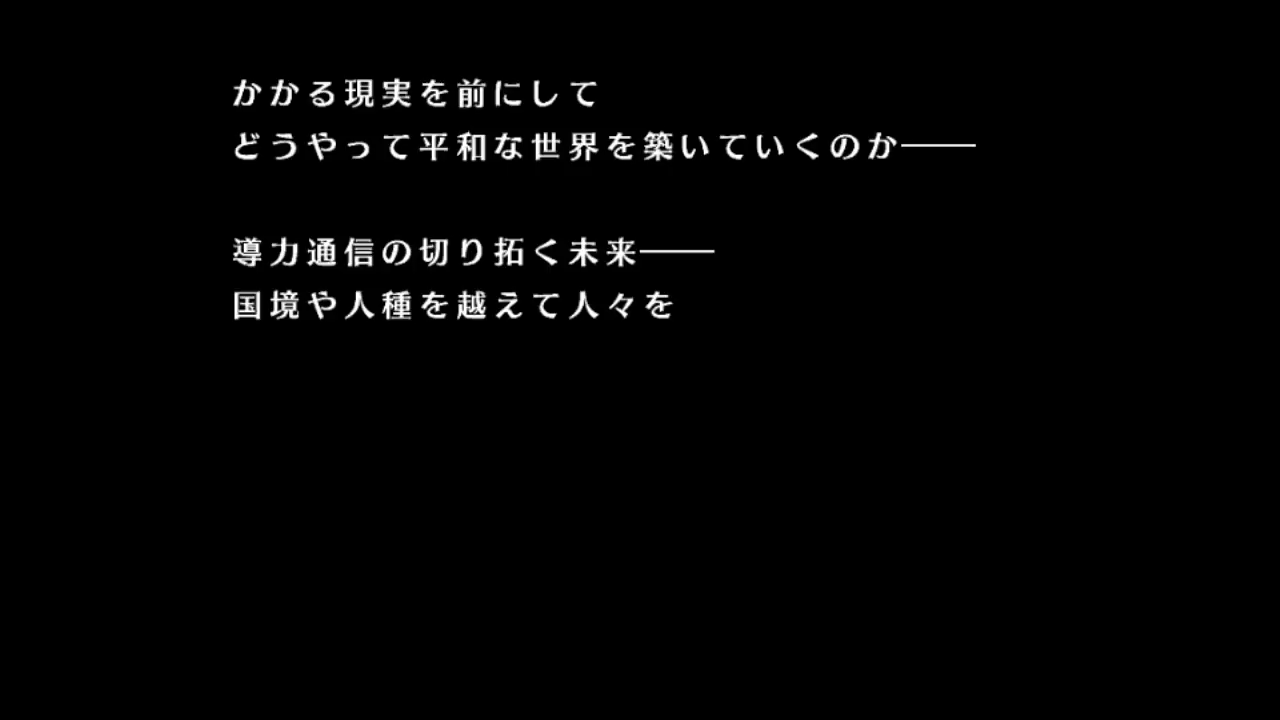 かかる現実を前にして
どうやって平和な世界を築いていくのか――
導力通信の切り拓く未来――
国境や人種を越えて人々を